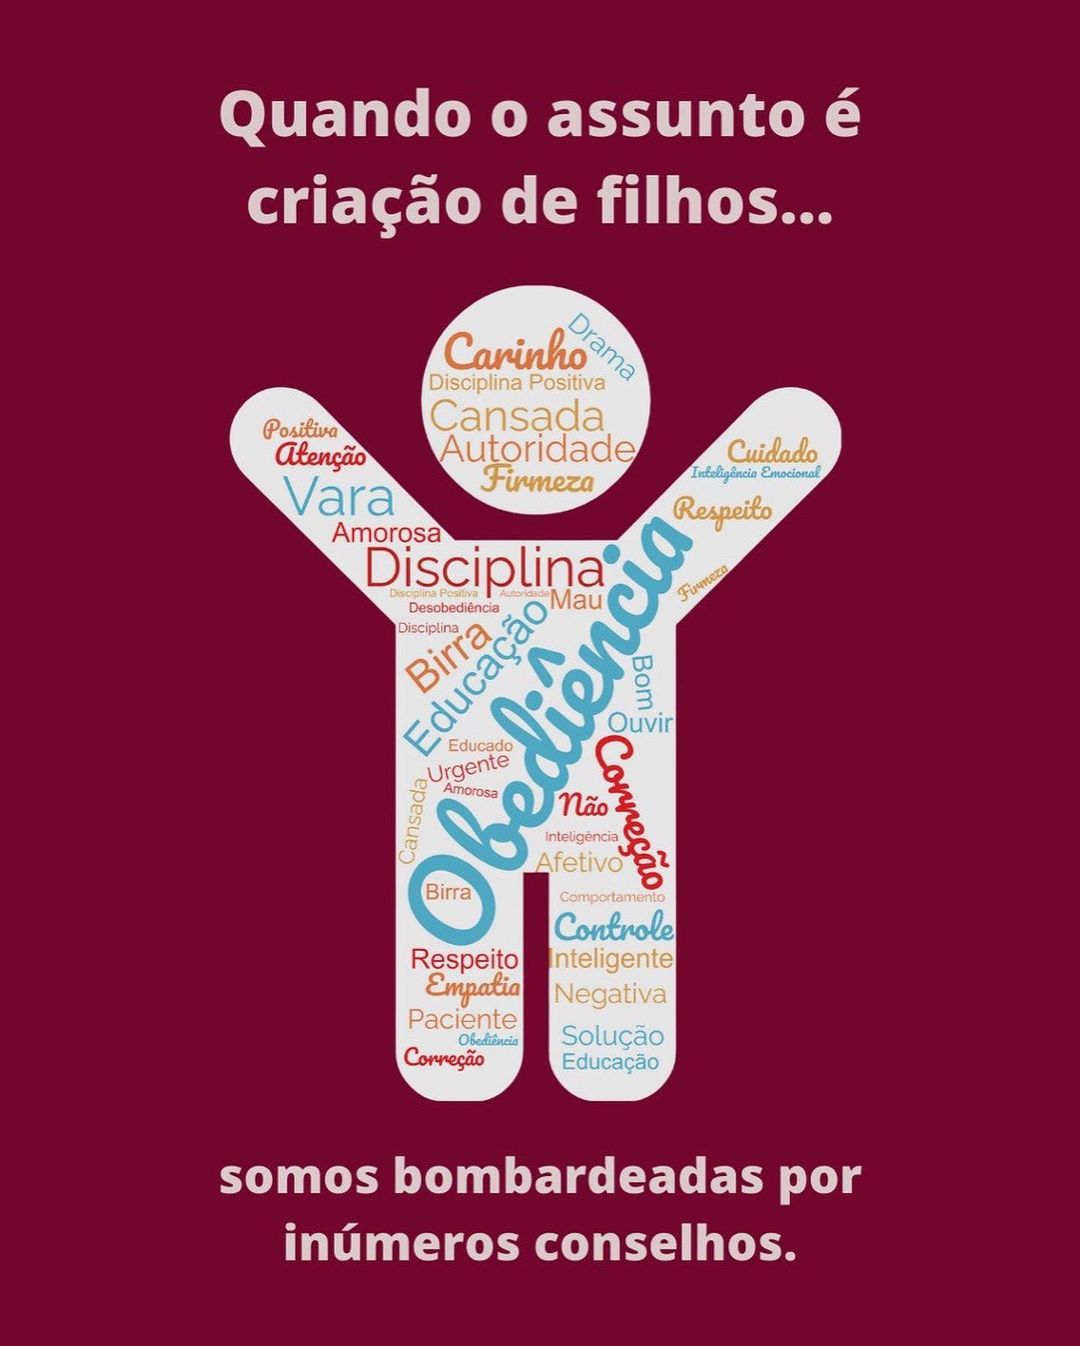 Quando o assunto é
criação de filhos...
Carinho
Drama
Disciplina Positiva
Cansada
Autoridade
Firmeza
Positiva
Atenção
Vara
Amorosa
Cuidado
Inteligência Emocional
Respeito
Firmeza
Disciplina
Disciplina Positiva
Autoridade
Mau
Desobediência
Disciplina
Birra
Educação
Obediência
Bom
Ouvir
Educado
Urgente
Amorosa
Cansada
Não
Correção
Inteligência
Afetivo
Birra
Comportamento
Controle
Respeito
Inteligente
Empatia
Negativa
Paciente
Obediência
Solução
Correção
Educação
somos bombardeadas por
inúmeros conselhos.